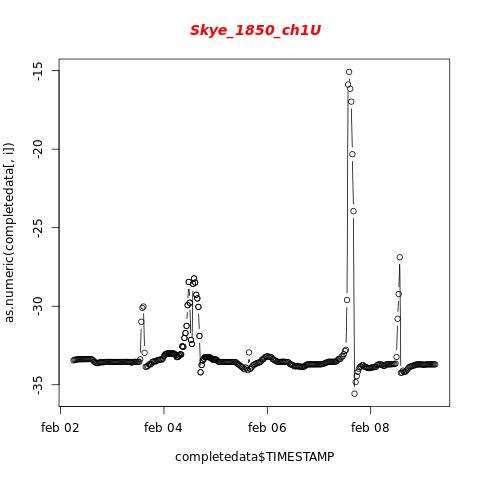 Skye_1850_ch1U
as.numeric(completedata[, i])
-15
-20
-25
-30
-35
feb 02 feb 04 feb 06 feb 08
completedata$TIMESTAMP